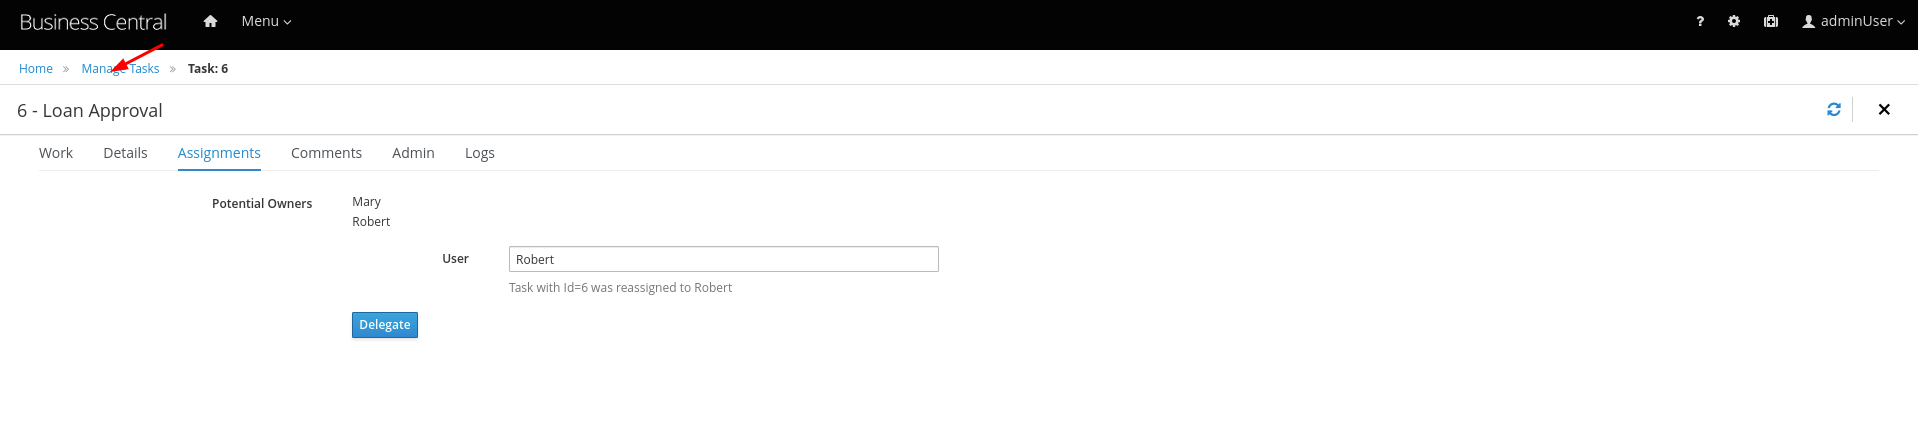 Business Central Menu ? adminUser
Home » Manage Tasks » Task: 6
6 - Loan Approval
Work Details Assignments Comments Admin Logs
Potential Owners Mary
Robert
User Robert
Task with Id=6 was reassigned to Robert
Delegate